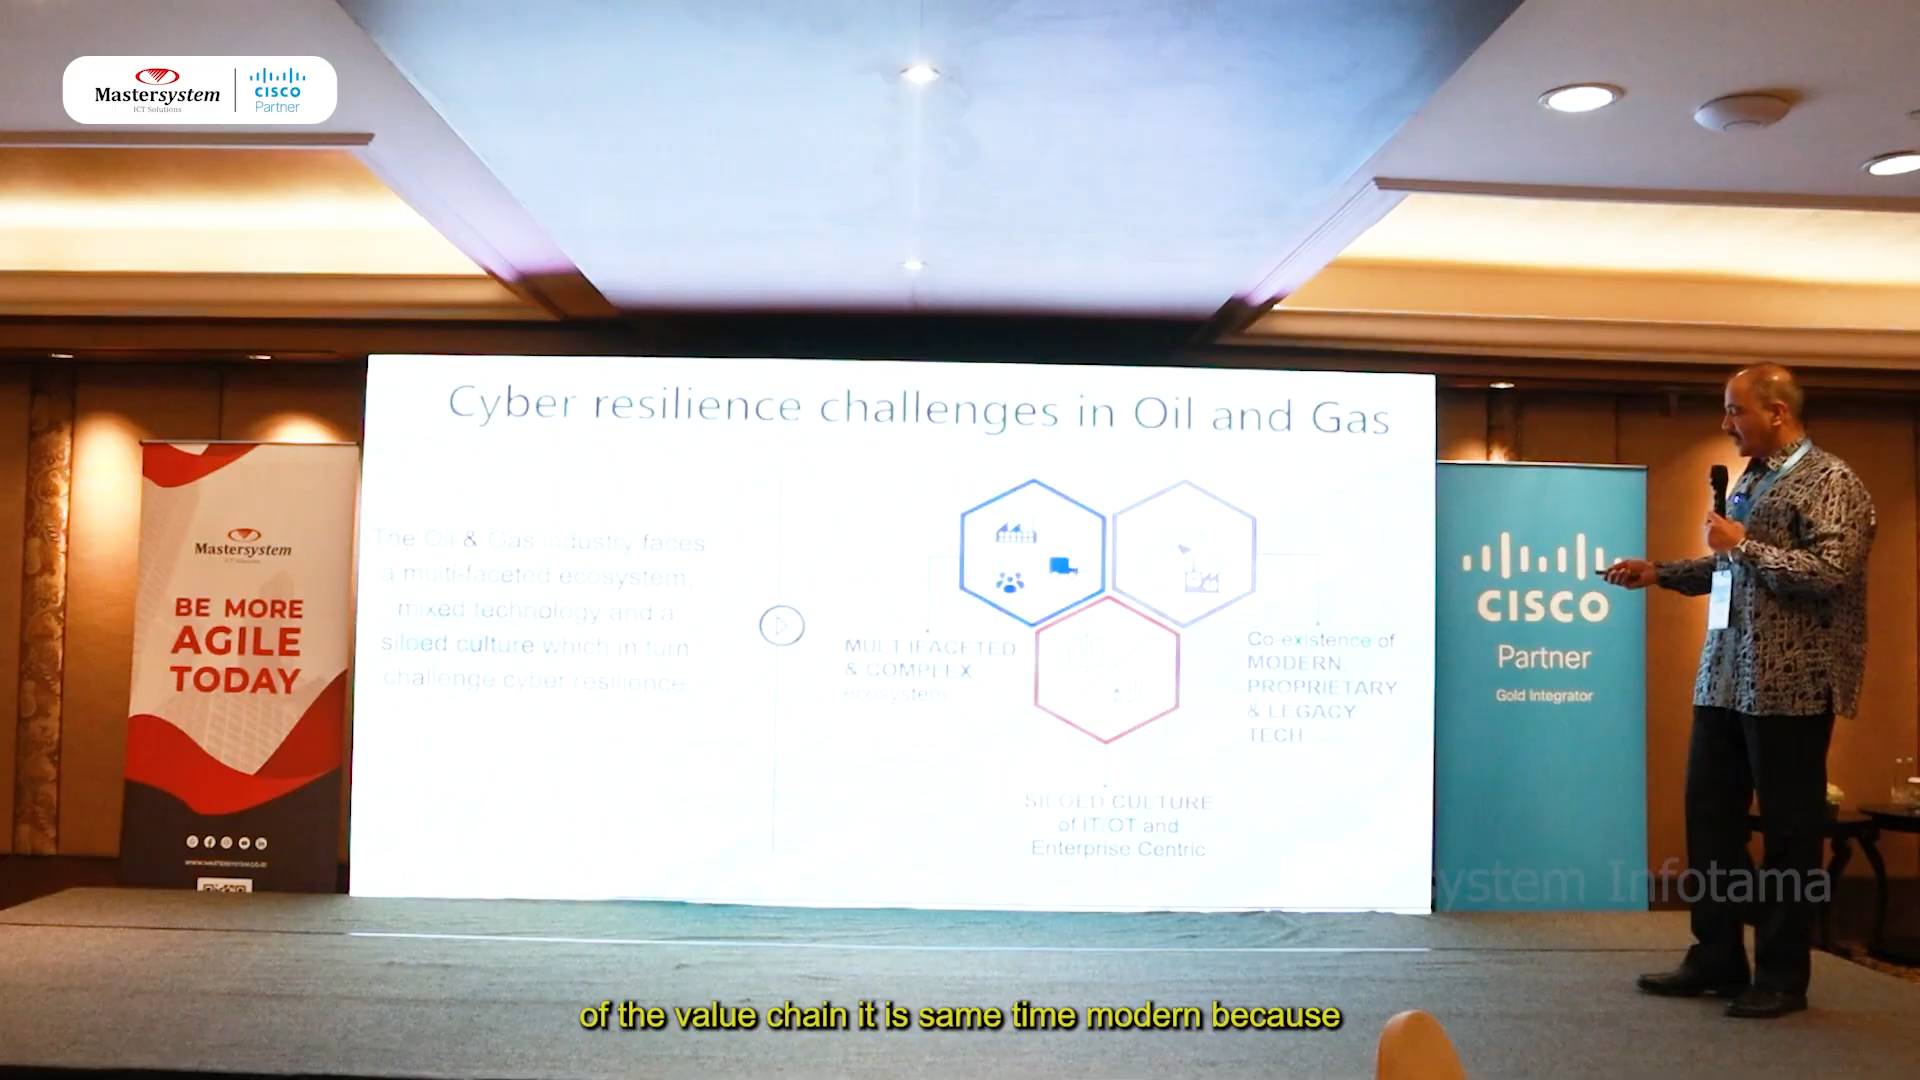 Mastersystem
ICT Solutions
CISCO
Partner
Cyber resilience challenges in Oil and Gas
The Oil & Gas industry faces
a multi-faceted ecosystem,
mixed technology and a
siloed culture which in turn
challenge cyber resilience
MULTIFACETED
& COMPLEX
ecosystem
Co-existence of
MODERN,
PROPRIETARY
& LEGACY
TECH
SILOED CULTURE
of IT/OT and
Enterprise Centric
Mastersystem
BE MORE
AGILE
TODAY
CISCO
Partner
Gold Integrator
system Infotama
of the value chain it is same time modern because